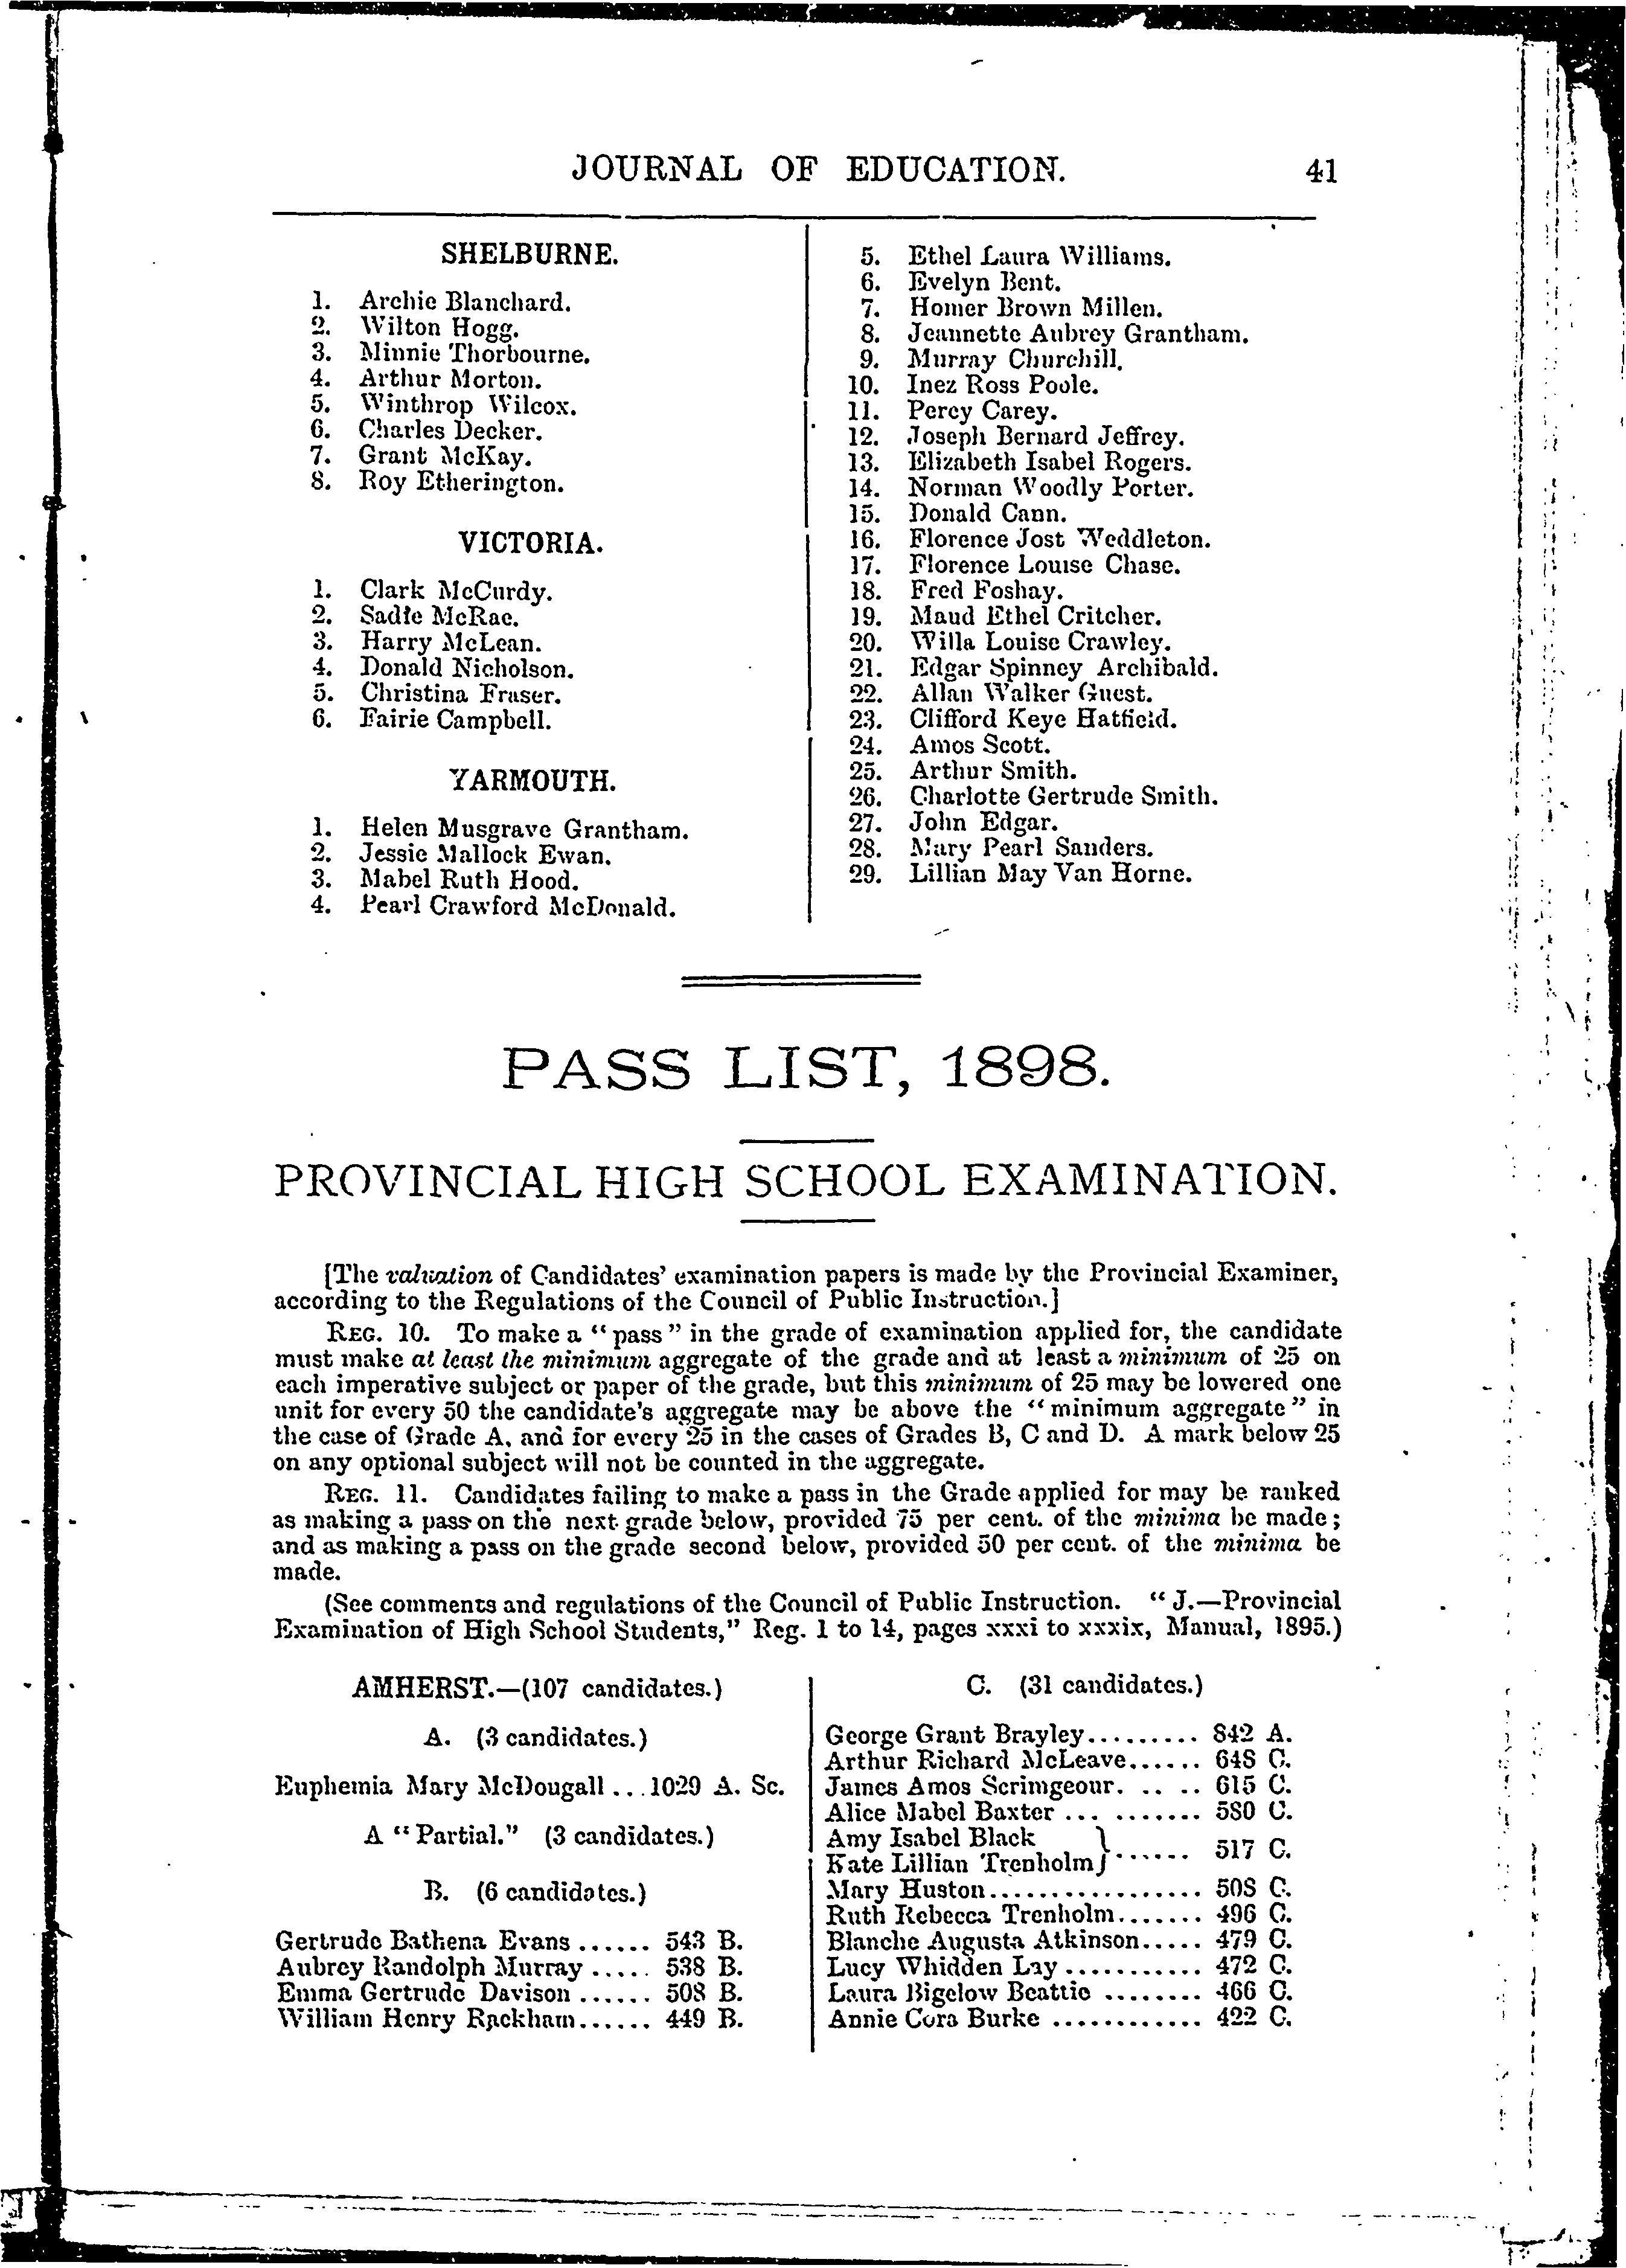 JOURNAL OF EDUCATION. 41
SHELBURNE.
1. Archie Blanchard.
2. Wilton Hogg.
3. Minnie Thorbourne.
4. Arthur Morton.
5. Winthrop Wilcox.
6. Charles Decker.
7. Grant McKay.
8. Roy Etherington.
VICTORIA.
1. Clark McCurdy.
2. Sadie McRae.
3. Harry McLean.
4. Donald Nicholson.
5. Christina Fraser.
6. Fairie Campbell.
YARMOUTH.
1. Helen Musgrave Grantham.
2. Jessie Mallock Ewan.
3. Mabel Ruth Hood.
4. Pearl Crawford McDonald.
5. Ethel Laura Williams.
6. Evelyn Bent.
7. Homer Brown Millen.
8. Jeannette Aubrey Grantham.
9. Murray Churchill.
10. Inez Ross Poole.
11. Percy Carey.
12. Joseph Bernard Jeffrey.
13. Elizabeth Isabel Rogers.
14. Norman Woodly Porter.
15. Donald Cann.
16. Florence Jost Weddleton.
17. Florence Louise Chase.
18. Fred Foshay.
19. Maud Ethel Critcher.
20. Willa Louise Crawley.
21. Edgar Spinney Archibald.
22. Allan Walker Guest.
23. Clifford Keye Hatfield.
24. Amos Scott.
25. Arthur Smith.
26. Charlotte Gertrude Smith.
27. John Edgar.
28. Mary Pearl Sanders.
29. Lillian May Van Horne.
PASS LIST, 1898.
PROVINCIAL HIGH SCHOOL EXAMINATION.
[The valuation of Candidates' examination papers is made by the Provincial Examiner,
according to the Regulations of the Council of Public Instruction.]
REG. 10. To make a "pass" in the grade of examination applied for, the candidate
must make at least the minimum aggregate of the grade and at least a minimum of 25 on
each imperative subject or paper of the grade, but this minimum of 25 may be lowered one
unit for every 50 the candidate's aggregate may be above the "minimum aggregate" in
the case of Grade A, and for every 25 in the cases of Grades B, C and D. A mark below 25
on any optional subject will not be counted in the aggregate.
REG. 11. Candidates failing to make a pass in the Grade applied for may be ranked
as making a pass on the next grade below, provided 75 per cent. of the minima be made;
and as making a pass on the grade second below, provided 50 per cent. of the minima be
made.
(See comments and regulations of the Council of Public Instruction. "J.—Provincial
Examination of High School Students," Reg. 1 to 14, pages xxxi to xxxix, Manual, 1895.)
AMHERST.—(107 candidates.)
A. (3 candidates.)
Euphemia Mary McDougall ... 1029 A. Sc.
A "Partial." (3 candidates.)
B. (6 candidates.)
Gertrude Bathena Evans ...... 543 B.
Aubrey Randolph Murray ..... 538 B.
Emma Gertrude Davison ...... 508 B.
William Henry Rackham...... 449 B.
C. (31 candidates.)
George Grant Brayley......... 842 A.
Arthur Richard McLeave...... 648 C.
James Amos Scrimgeour. .. .. 615 C.
Alice Mabel Baxter ... ....... 580 C.
Amy Isabel Black }
Kate Lillian Trenholm} ...... 517 C.
Mary Huston................. 508 C.
Ruth Rebecca Trenholm....... 496 C.
Blanche Augusta Atkinson..... 479 C.
Lucy Whidden Lay ........... 472 C.
Laura Bigelow Beattie ........ 466 C.
Annie Cora Burke ............ 422 C.